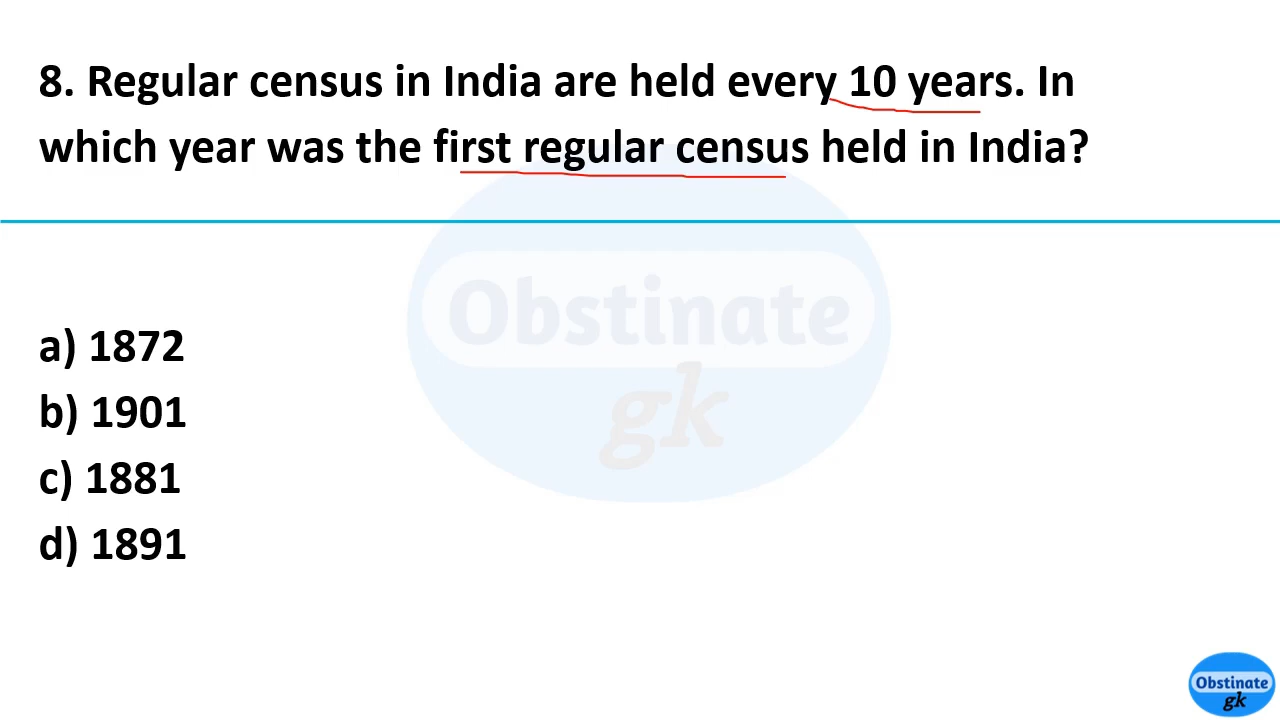 8. Regular census in India are held every 10 years. In
which year was the first regular census held in India?
Obstinate
gk
a) 1872
b) 1901
c) 1881
d) 1891
Obstinate
gk